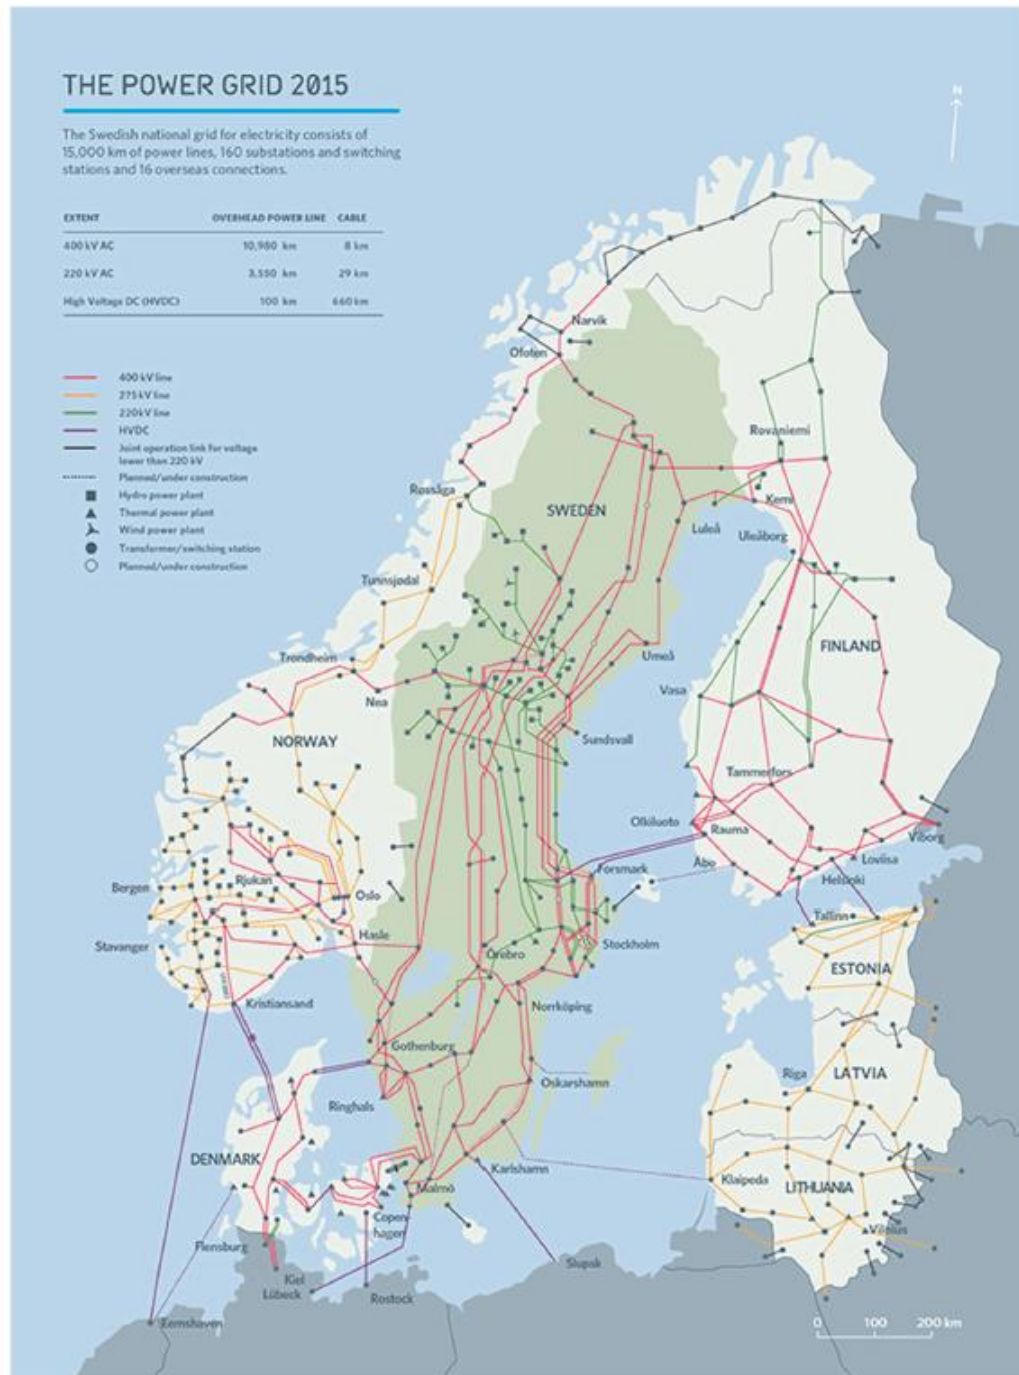 THE POWER GRID 2015
The Swedish national grid for electricity consists of
15,000 km of power lines, 160 substations and switching
stations and 16 overseas connections.
EXTENT OVERHEAD POWER LINE CABLE
400 kV AC 10,980 km 8 km
220 kV AC 3,550 km 29 km
High Voltage DC (HVDC) 100 km 660 km
400 kV line
275 kV line
220 kV line
HVDC
Joint operation link for voltage
lower than 220 kV
Planned/under construction
Hydro power plant
Thermal power plant
Wind power plant
Transformer/switching station
Planned/under construction
N
Narvik
Ofoten
Rovaniemi
Røssåga
Kemi
SWEDEN
Luleå
Uleåborg
Tunnsjødal
FINLAND
Trondheim
Umeå
Vasa
Nea
NORWAY
Sundsvall
Tammerfors
Olkiluoto
Rauma
Viborg
Åbo
Loviisa
Forsmark
Helsinki
Bergen
Rjukan
Oslo
Tallinn
Hasle
Stavanger
Örebro
Stockholm
ESTONIA
Kristiansand
Norrköping
Gothenburg
Riga
LATVIA
Oskarshamn
Ringhals
DENMARK
Karlshamn
Klaipeda
LITHUANIA
Malmö
Copen-
hagen
Vilnius
Flensburg
Kiel
Lübeck
Rostock
Slupsk
Eemshaven
0 100 200 km